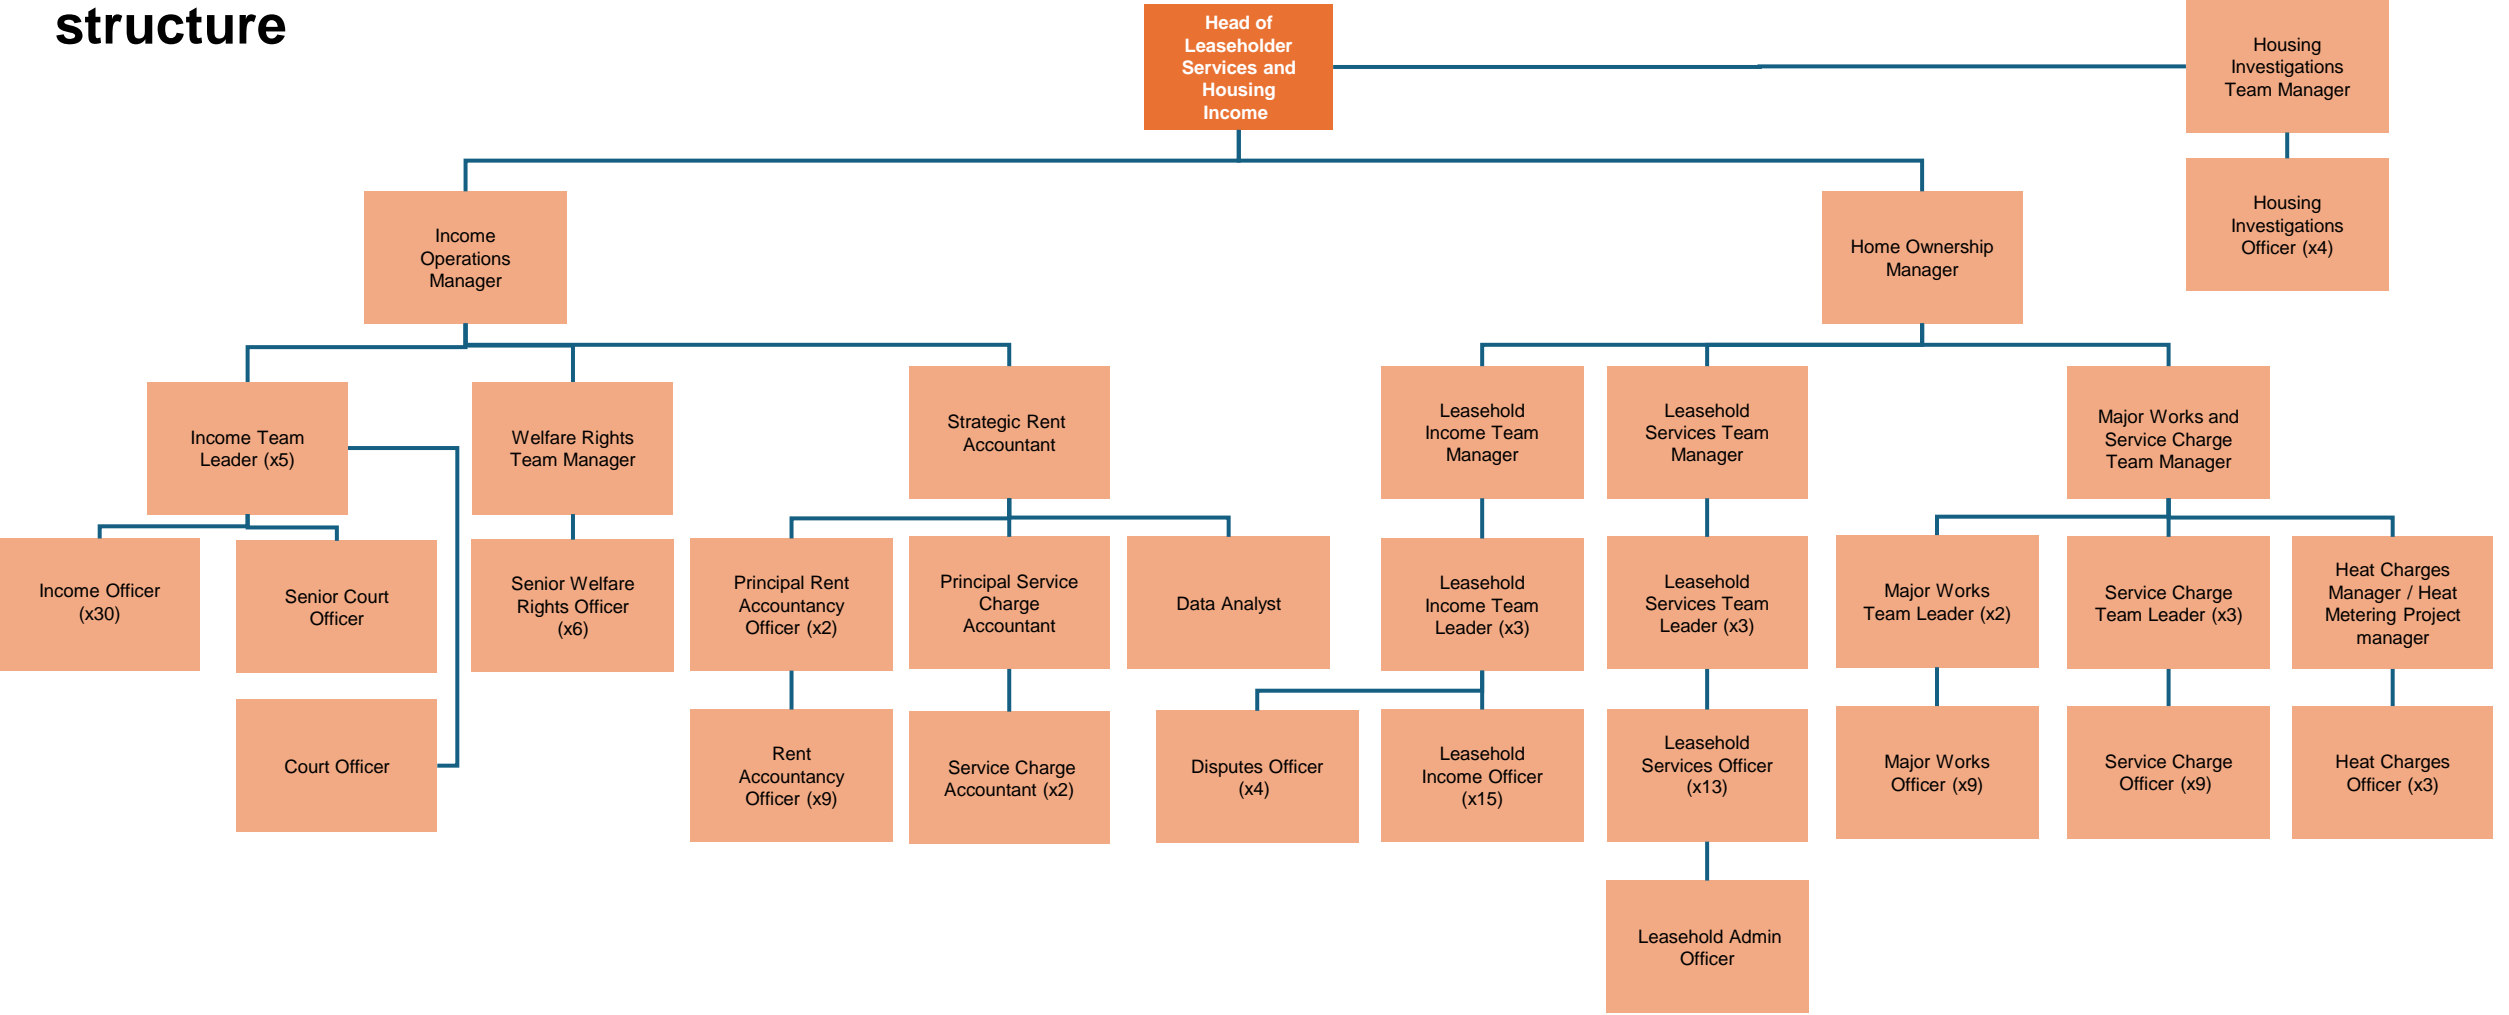 structure
Head of
Leaseholder
Services and
Housing
Income
Housing
Investigations
Team Manager
Housing
Investigations
Officer (x4)
Income
Operations
Manager
Home Ownership
Manager
Income Team
Leader (x5)
Welfare Rights
Team Manager
Strategic Rent
Accountant
Leasehold
Income Team
Manager
Leasehold
Services Team
Manager
Major Works and
Service Charge
Team Manager
Income Officer
(x30)
Senior Court
Officer
Senior Welfare
Rights Officer
(x6)
Principal Rent
Accountancy
Officer (x2)
Principal Service
Charge
Accountant
Data Analyst
Leasehold
Income Team
Leader (x3)
Leasehold
Services Team
Leader (x3)
Major Works
Team Leader (x2)
Service Charge
Team Leader (x3)
Heat Charges
Manager / Heat
Metering Project
manager
Court Officer
Rent
Accountancy
Officer (x9)
Service Charge
Accountant (x2)
Disputes Officer
(x4)
Leasehold
Income Officer
(x15)
Leasehold
Services Officer
(x13)
Major Works
Officer (x9)
Service Charge
Officer (x9)
Heat Charges
Officer (x3)
Leasehold Admin
Officer